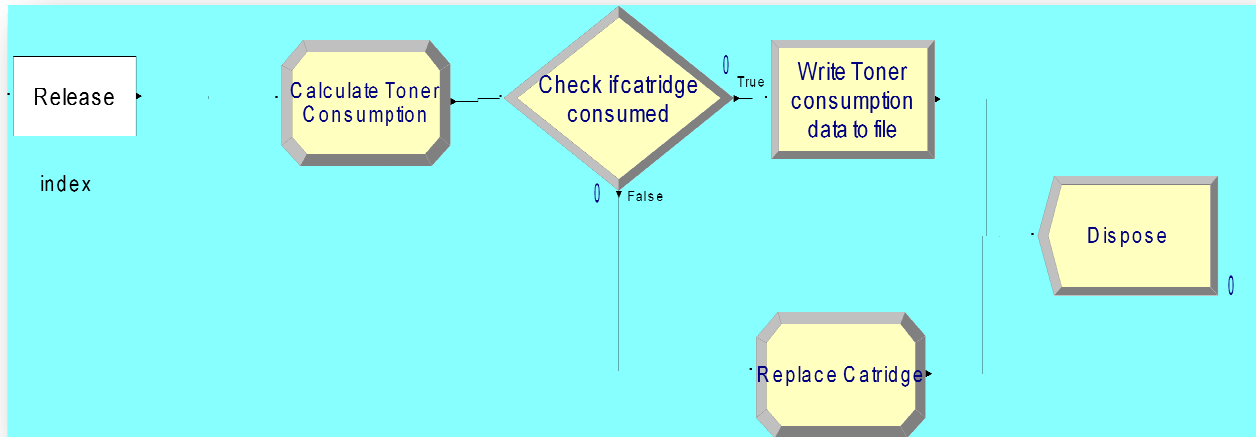 Release
index
Calculate Toner
Consumption
Check ifcatridge
consumed
0
True
0
False
Write Toner
consumption
data to file
Replace Catridge
Dispose
0